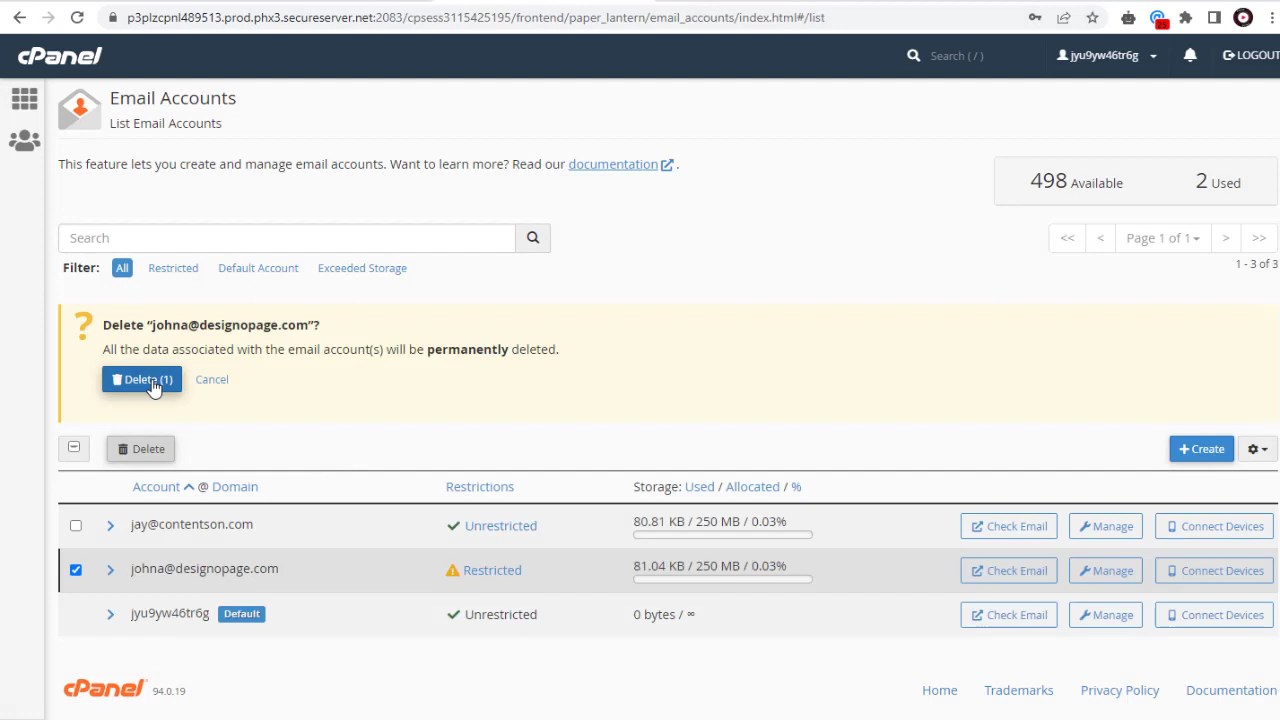 p3plzcpnl489513.prod.phx3.secureserver.net:2083/cpsess3115425195/frontend/paper_lantern/email_accounts/index.html#/list
25
cPanel
Search ( / )
jyu9yw46tr6g
LOGOUT
Email Accounts
List Email Accounts
This feature lets you create and manage email accounts. Want to learn more? Read our documentation .
498 Available 2 Used
Search
<< < Page 1 of 1 > >>
Filter: All Restricted Default Account Exceeded Storage
1 - 3 of 3
? Delete “johna@designopage.com”?
All the data associated with the email account(s) will be permanently deleted.
Delete (1) Cancel
Delete
+ Create
Account @ Domain Restrictions Storage: Used / Allocated / %
jay@contentson.com Unrestricted 80.81 KB / 250 MB / 0.03% Check Email Manage Connect Devices
johna@designopage.com Restricted 81.04 KB / 250 MB / 0.03% Check Email Manage Connect Devices
jyu9yw46tr6g Default Unrestricted 0 bytes / ∞ Check Email Manage Connect Devices
cPanel 94.0.19 Home Trademarks Privacy Policy Documentation